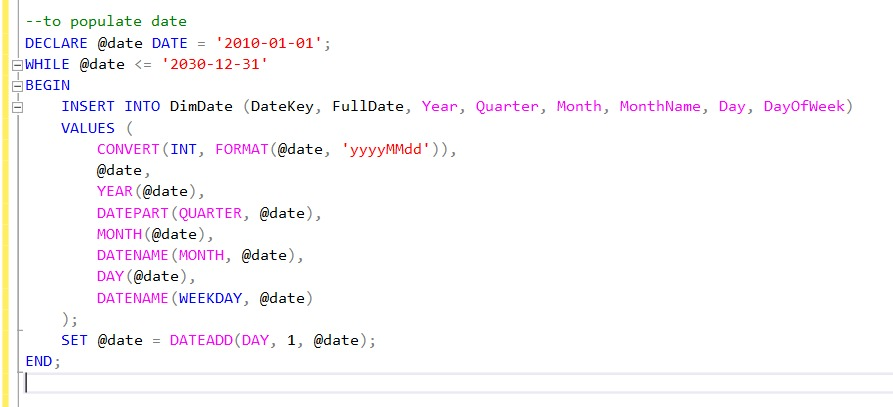 --to populate date
DECLARE @date DATE = '2010-01-01';
WHILE @date <= '2030-12-31'
BEGIN
    INSERT INTO DimDate (DateKey, FullDate, Year, Quarter, Month, MonthName, Day, DayOfWeek)
    VALUES (
        CONVERT(INT, FORMAT(@date, 'yyyyMMdd')),
        @date,
        YEAR(@date),
        DATEPART(QUARTER, @date),
        MONTH(@date),
        DATENAME(MONTH, @date),
        DAY(@date),
        DATENAME(WEEKDAY, @date)
    );
    SET @date = DATEADD(DAY, 1, @date);
END;